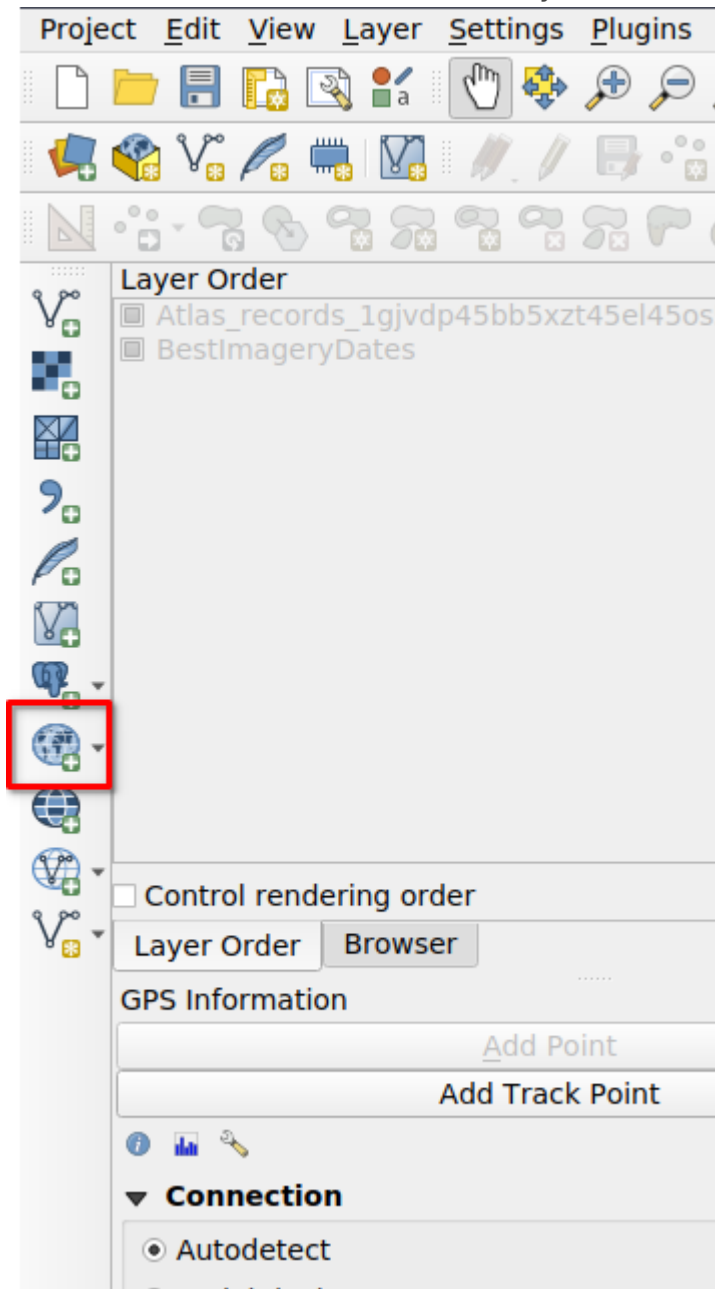 Project Edit View Layer Settings Plugins
Layer Order
Atlas_records_1gjvdp45bb5xzt45el45os
BestImageryDates
Control rendering order
Layer Order Browser
GPS Information
Add Point
Add Track Point
Connection
Autodetect